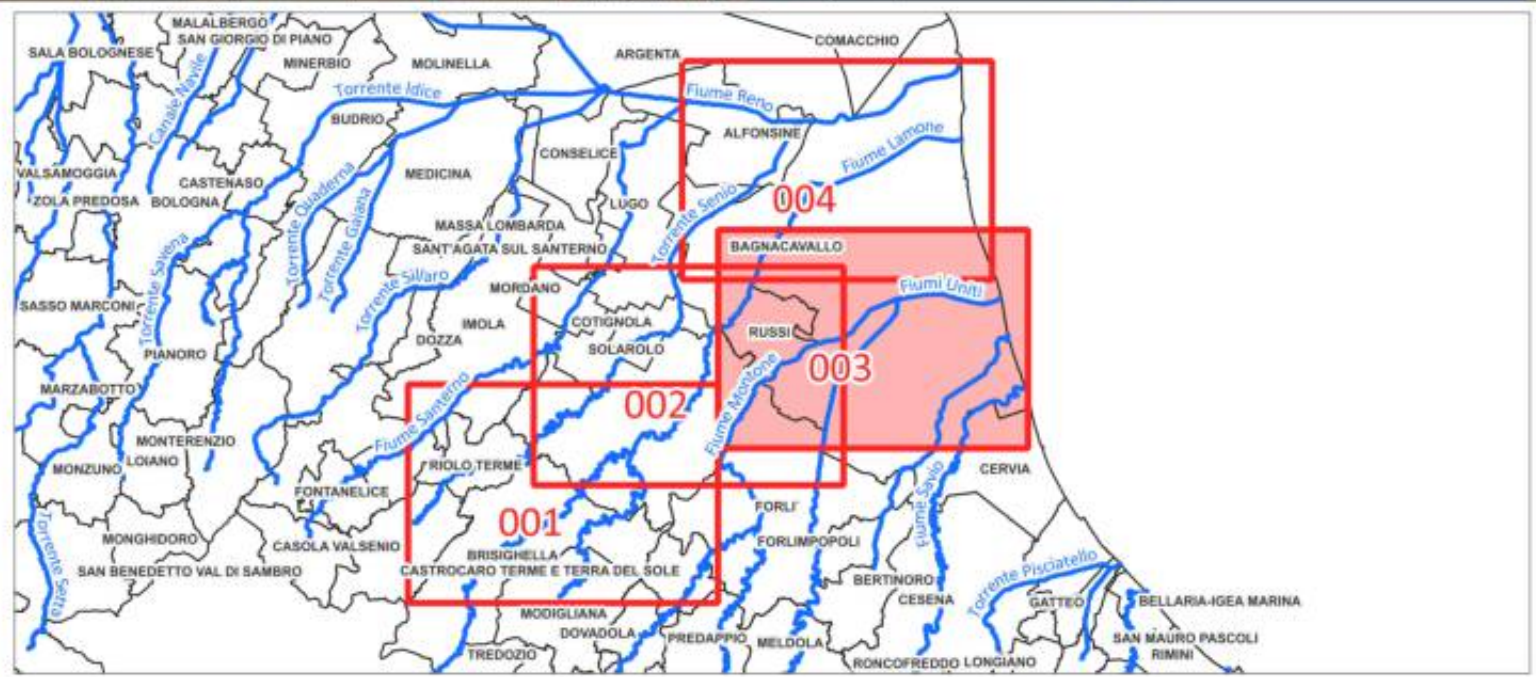 MALALBERGO
SAN GIORGIO DI PIANO
SALA BOLOGNESE
MINERBIO
MOLINELLA
ARGENTA
COMACCHIO
Canale Navile
Torrente Idice
BUDRIO
Fiume Reno
ALFONSINE
Fiume Lamone
CONSELICE
VALSAMOGGIA
CASTENASO
MEDICINA
ZOLA PREDOSA
BOLOGNA
Torrente Quaderna
Torrente Gaiana
LUGO
Torrente Senio
004
MASSA LOMBARDA
SANT'AGATA SUL SANTERNO
BAGNACAVALLO
Torrente Savena
Torrente Sillaro
MORDANO
Fiumi Uniti
SASSO MARCONI
IMOLA
COTIGNOLA
RUSSI
DOZZA
SOLAROLO
PIANORO
003
MARZABOTTO
Fiume Santerno
002
Fiume Montone
MONTERENZIO
LOIANO
MONZUNO
RIOLO TERME
CERVIA
FONTANELICE
Fiume Savio
FORLI'
001
MONGHIDORO
CASOLA VALSENIO
BRISIGHELLA
FORLIMPOPOLI
SAN BENEDETTO VAL DI SAMBRO
CASTROCARO TERME E TERRA DEL SOLE
Torrente Setta
BERTINORO
Torrente Pisciatello
CESENA
GATTEO
BELLARIA-IGEA MARINA
MODIGLIANA
DOVADOLA
PREDAPPIO
MELDOLA
SAN MAURO PASCOLI
RIMINI
TREDOZIO
RONCOFREDDO
LONGIANO